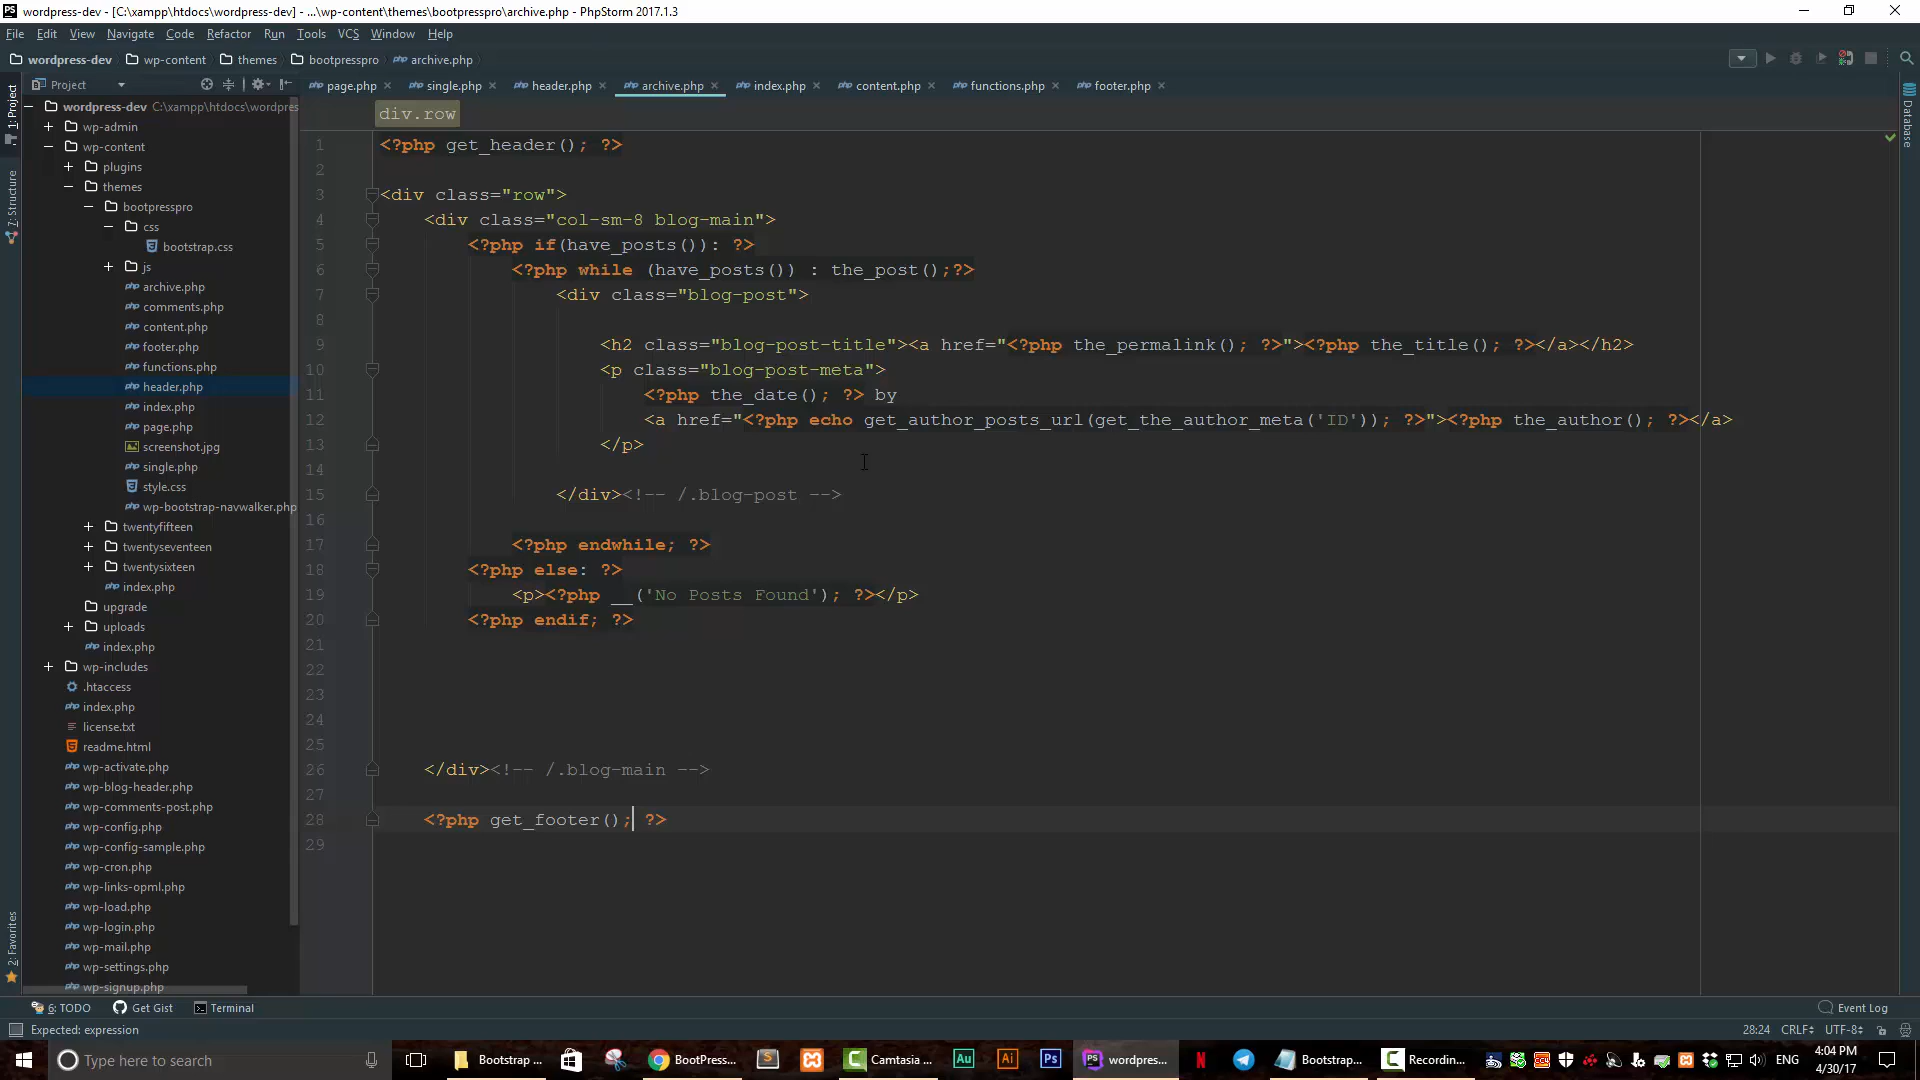 wordpress-dev - [C:\xampp\htdocs\wordpress-dev] - ...\wp-content\themes\bootpresspro\archive.php - PhpStorm 2017.1.3
File Edit View Navigate Code Refactor Run Tools VCS Window Help
wordpress-dev wp-content themes bootpresspro archive.php
Project
page.php single.php header.php archive.php index.php content.php functions.php footer.php
1: Project
7: Structure
2: Favorites
Database
wordpress-dev C:\xampp\htdocs\wordpres
wp-admin
wp-content
plugins
themes
bootpresspro
css
bootstrap.css
js
archive.php
comments.php
content.php
footer.php
functions.php
header.php
index.php
page.php
screenshot.jpg
single.php
style.css
wp-bootstrap-navwalker.php
twentyfifteen
twentyseventeen
twentysixteen
index.php
upgrade
uploads
index.php
wp-includes
.htaccess
index.php
license.txt
readme.html
wp-activate.php
wp-blog-header.php
wp-comments-post.php
wp-config.php
wp-config-sample.php
wp-cron.php
wp-links-opml.php
wp-load.php
wp-login.php
wp-mail.php
wp-settings.php
wp-signup.php
div.row
1 <?php get_header(); ?>
2
3 <div class="row">
4 <div class="col-sm-8 blog-main">
5 <?php if(have_posts()): ?>
6 <?php while (have_posts()) : the_post();?>
7 <div class="blog-post">
8
9 <h2 class="blog-post-title"><a href="<?php the_permalink(); ?>"><?php the_title(); ?></a></h2>
10 <p class="blog-post-meta">
11 <?php the_date(); ?> by
12 <a href="<?php echo get_author_posts_url(get_the_author_meta('ID')); ?>"><?php the_author(); ?></a>
13 </p>
14
15 </div><!-- /.blog-post -->
16
17 <?php endwhile; ?>
18 <?php else: ?>
19 <p><?php __('No Posts Found'); ?></p>
20 <?php endif; ?>
21
22
23
24
25
26 </div><!-- /.blog-main -->
27
28 <?php get_footer(); ?>
29
6: TODO Get Gist Terminal Event Log
Expected: expression 28:24 CRLF UTF-8
Type here to search Bootstrap ... BootPress... Camtasia ... Au Ai Ps wordpress... Bootstrap... Recordin... ENG 4:04 PM
4/30/17